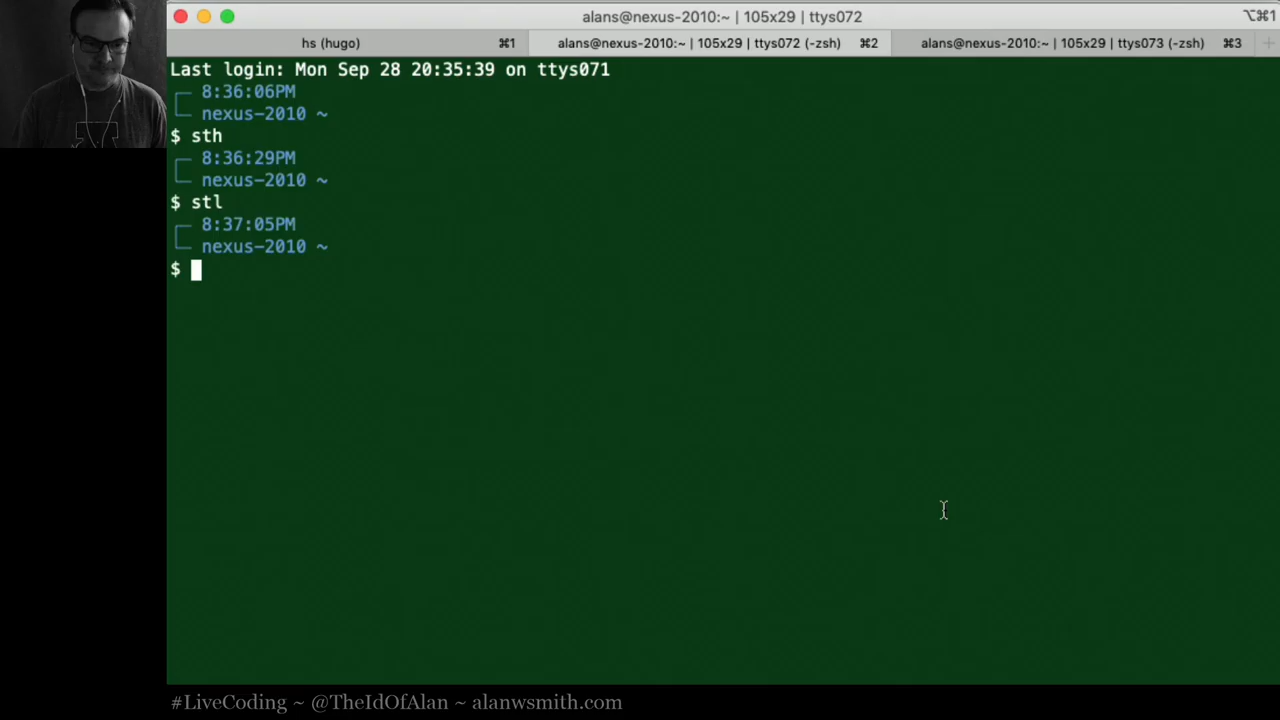 alans@nexus-2010:~ | 105x29 | ttys072
⌥⌘1
hs (hugo) ⌘1
alans@nexus-2010:~ | 105x29 | ttys072 (-zsh) ⌘2
alans@nexus-2010:~ | 105x29 | ttys073 (-zsh) ⌘3
+
Last login: Mon Sep 28 20:35:39 on ttys071
8:36:06PM
nexus-2010 ~
$ sth
8:36:29PM
nexus-2010 ~
$ stl
8:37:05PM
nexus-2010 ~
$
#LiveCoding ~ @TheIdOfAlan ~ alanwsmith.com